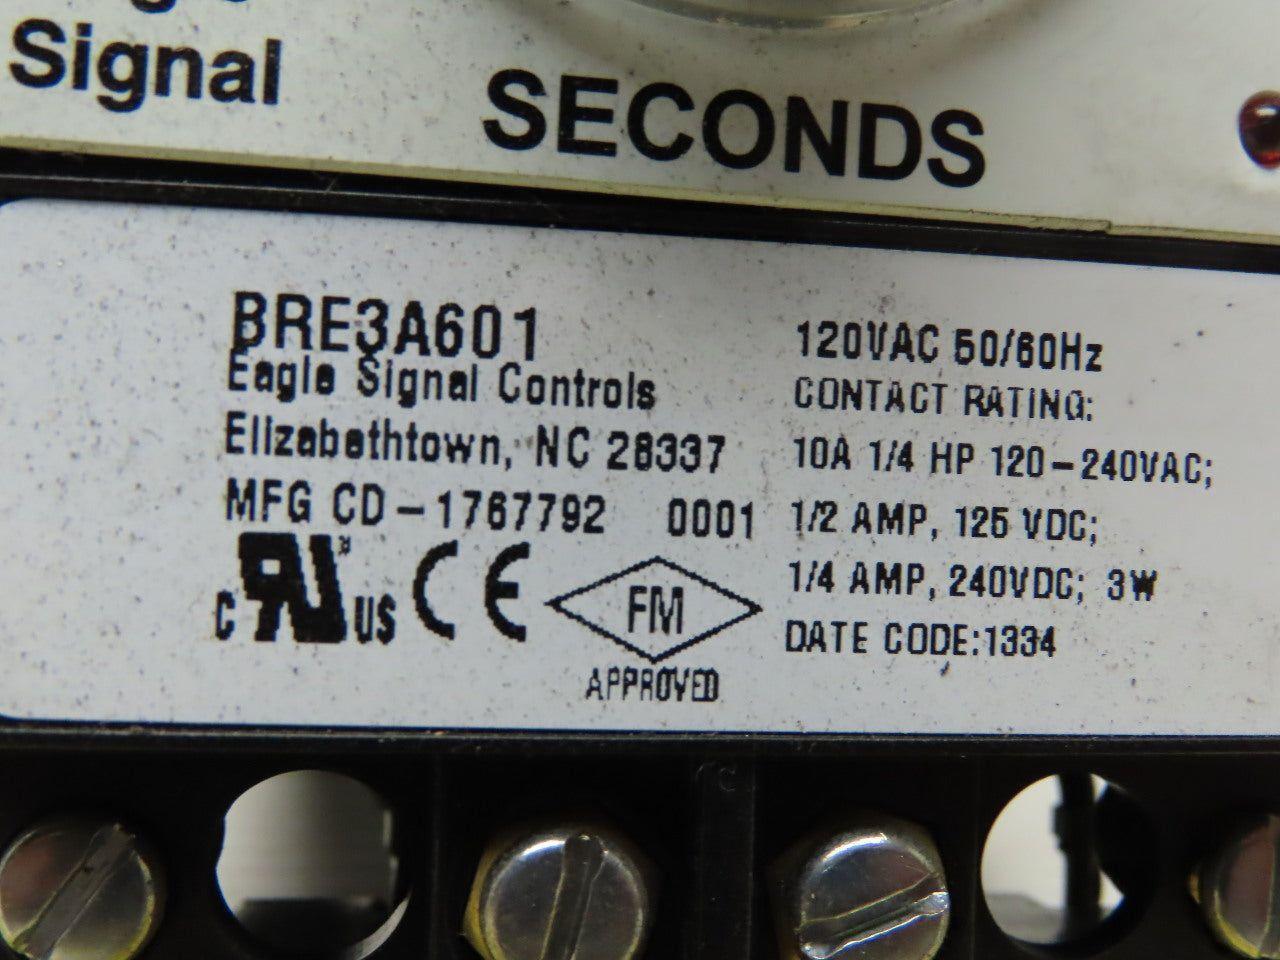 Signal
SECONDS
BRE3A601
Eagle Signal Controls
Elizabethtown, NC 28337
MFG CD-1767792 0001
C UL US CE FM
APPROVED
120VAC 50/60Hz
CONTACT RATING:
10A 1/4 HP 120-240VAC;
1/2 AMP, 125 VDC;
1/4 AMP, 240VDC; 3W
DATE CODE:1334